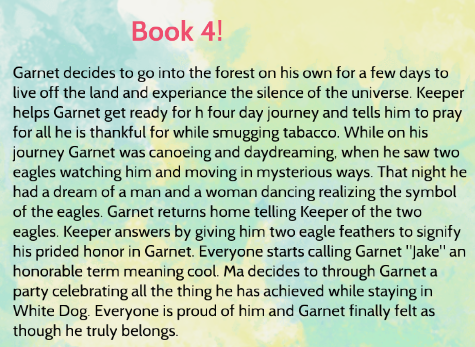 Book 4!
Garnet decides to go into the forest on his own for a few days to
live off the land and experiance the silence of the universe. Keeper
helps Garnet get ready for h four day journey and tells him to pray
for all he is thankful for while smugging tabacco. While on his
journey Garnet was canoeing and daydreaming, when he saw two
eagles watching him and moving in mysterious ways. That night he
had a dream of a man and a woman dancing realizing the symbol
of the eagles. Garnet returns home telling Keeper of the two
eagles. Keeper answers by giving him two eagle feathers to signify
his prided honor in Garnet. Everyone starts calling Garnet "Jake" an
honorable term meaning cool. Ma decides to through Garnet a
party celebrating all the thing he has achieved while staying in
White Dog. Everyone is proud of him and Garnet finally felt as
though he truly belongs.